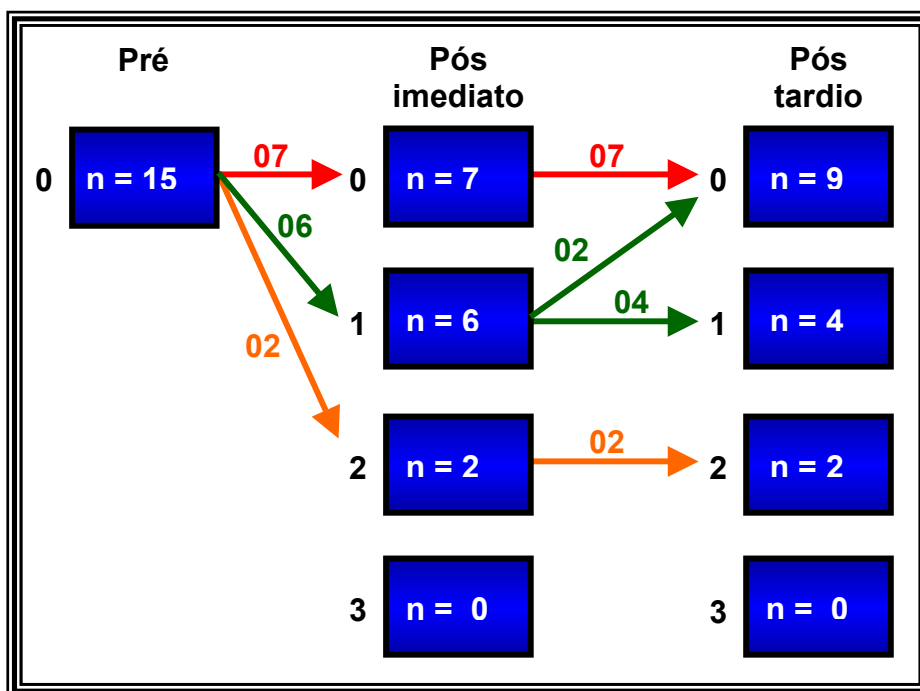 Pré
Pós
imediato
Pós
tardio
0
n = 15
07
0
n = 7
07
0
n = 9
06
02
1
n = 6
04
1
n = 4
02
2
n = 2
02
2
n = 2
3
n = 0
3
n = 0